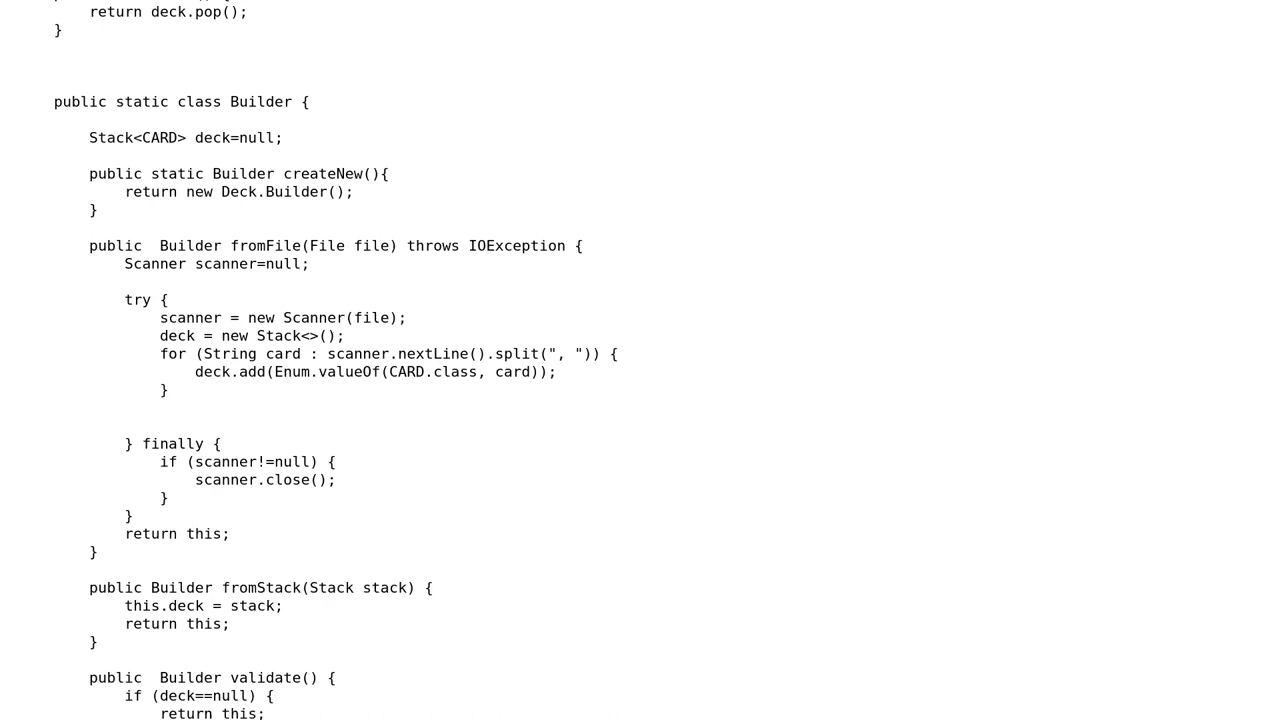 return deck.pop();
}
public static class Builder {
Stack<CARD> deck=null;
public static Builder createNew(){
return new Deck.Builder();
}
public  Builder fromFile(File file) throws IOException {
Scanner scanner=null;
try {
scanner = new Scanner(file);
deck = new Stack<>();
for (String card : scanner.nextLine().split(", ")) {
deck.add(Enum.valueOf(CARD.class, card));
}
} finally {
if (scanner!=null) {
scanner.close();
}
}
return this;
}
public Builder fromStack(Stack stack) {
this.deck = stack;
return this;
}
public  Builder validate() {
if (deck==null) {
return this;